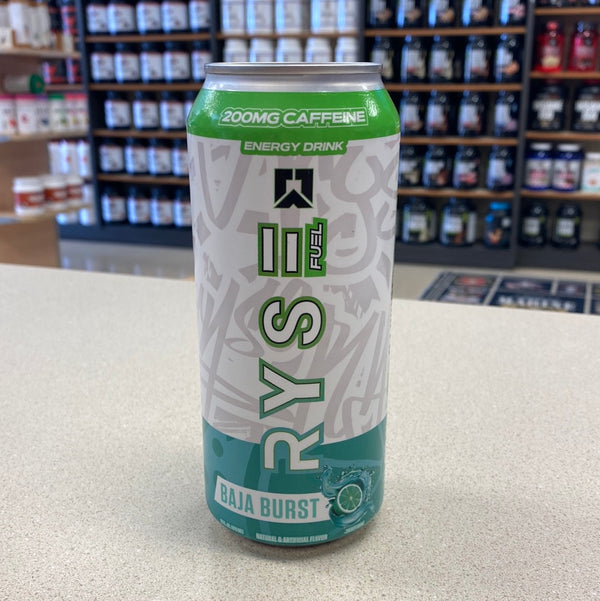 200MG CAFFEINE
ENERGY DRINK
RYSE
FUEL
BAJA BURST
NATURAL & ARTIFICIAL FLAVOR